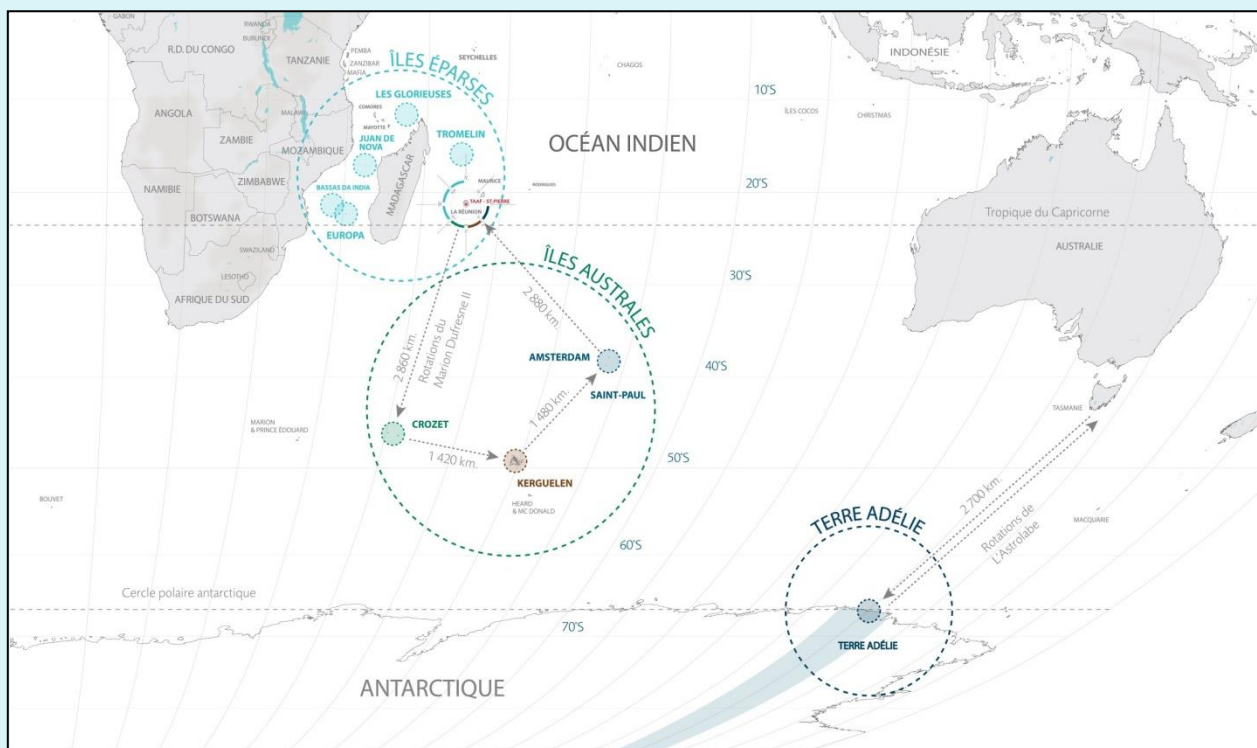 GABON
RWANDA
BURUNDI
R.D. DU CONGO
TANZANIE
PEMBA
ZANZIBAR
MAFIA
SEYCHELLES
CHAGOS
INDONÉSIE
ÎLES ÉPARSES
LES GLORIEUSES
10°S
ÎLES COCOS
CHRISTMAS
ANGOLA
MALAWI
COMORES
MAYOTTE
ZAMBIE
MOZAMBIQUE
JUAN DE
NOVA
TROMELIN
OCÉAN INDIEN
NAMIBIE
ZIMBABWE
BASSAS DA INDIA
MADAGASCAR
MAURICE
RODRIGUES
20°S
TAAF - ST.PIERRE
LA RÉUNION
BOTSWANA
EUROPA
Tropique du Capricorne
AUSTRALIE
SWAZILAND
LESOTHO
AFRIQUE DU SUD
30°S
ÎLES AUSTRALES
2 880 km.
2 860 km.
Rotations du
Marion Dufresne II
AMSTERDAM
40°S
SAINT-PAUL
1 480 km.
TASMANIE
MARION
& PRINCE ÉDOUARD
CROZET
1 420 km.
50°S
KERGUELEN
HEARD
& MC DONALD
BOUVET
2 700 km.
Rotations de
L'Astrolabe
MACQUARIE
TERRE ADÉLIE
60°S
Cercle polaire antarctique
70°S
TERRE ADÉLIE
ANTARCTIQUE